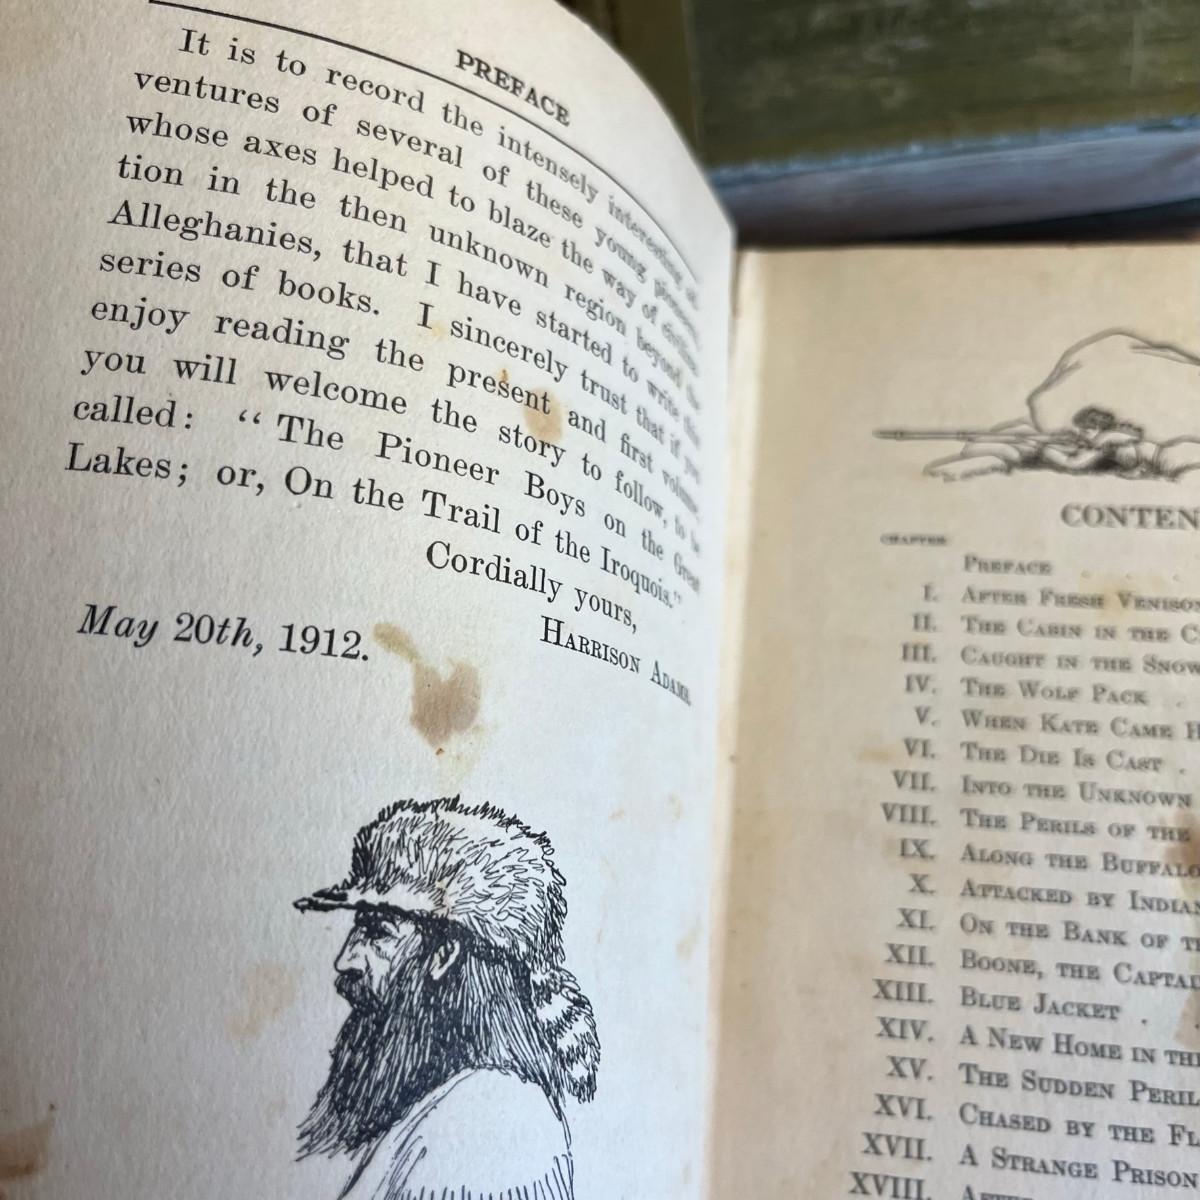 PREFACE
It is to record the intensely interesting ad-
ventures of several of these young pioneers,
whose axes helped to blaze the way of civiliza-
tion in the then unknown region beyond the
Alleghanies, that I have started to write this
series of books. I sincerely trust that if you
enjoy reading the present and first volume,
you will welcome the story to follow, to be
called: “The Pioneer Boys on the Great
Lakes; or, On the Trail of the Iroquois.”
Cordially yours,
HARRISON ADAMS.
May 20th, 1912.
CONTEN
CHAPTER
PREFACE . . .
I. AFTER FRESH VENISO
II. THE CABIN IN THE C
III. CAUGHT IN THE SNOW
IV. THE WOLF PACK .
V. WHEN KATE CAME H
VI. THE DIE IS CAST .
VII. INTO THE UNKNOWN
VIII. THE PERILS OF THE
IX. ALONG THE BUFFALO
X. ATTACKED BY INDIAN
XI. ON THE BANK OF T
XII. BOONE, THE CAPTAI
XIII. BLUE JACKET .
XIV. A NEW HOME IN THE
XV. THE SUDDEN PERIL
XVI. CHASED BY THE FL
XVII. A STRANGE PRISON
XVIII.